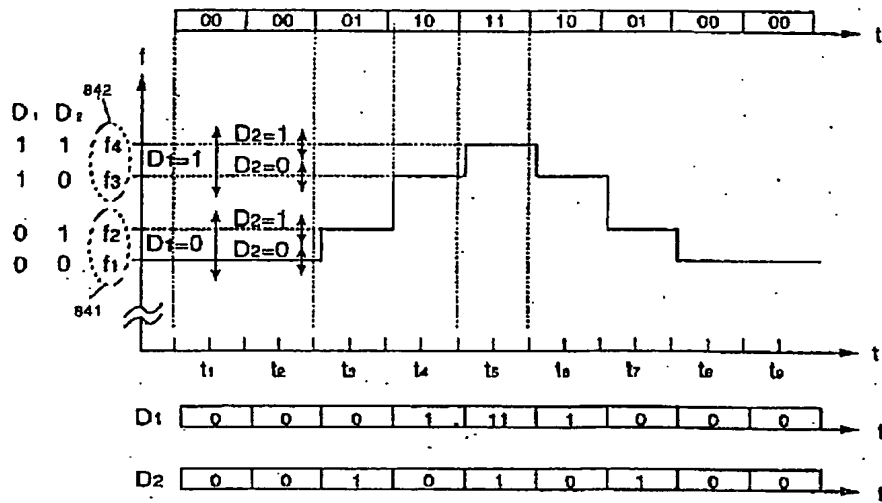 00 00 01 10 11 10 01 00 00 t
f
842
D1 D2
1 1 f4 D1=1 D2=1
1 0 f3 D2=0
0 1 f2 D1=0 D2=1
0 0 f1 D2=0
841
t
t1 t2 t3 t4 t5 t6 t7 t8 t9
D1 0 0 0 1 11 1 0 0 0 t
D2 0 0 1 0 1 0 1 0 0 t